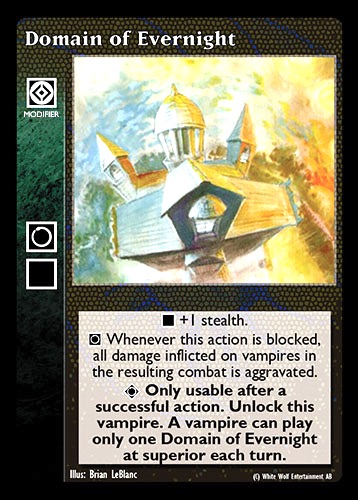 Domain of Evernight
MODIFIER
+1 stealth.
Whenever this action is blocked,
all damage inflicted on vampires in
the resulting combat is aggravated.
Only usable after a
successful action. Unlock this
vampire. A vampire can play
only one Domain of Evernight
at superior each turn.
Illus: Brian LeBlanc
(C) White Wolf Entertainment AB